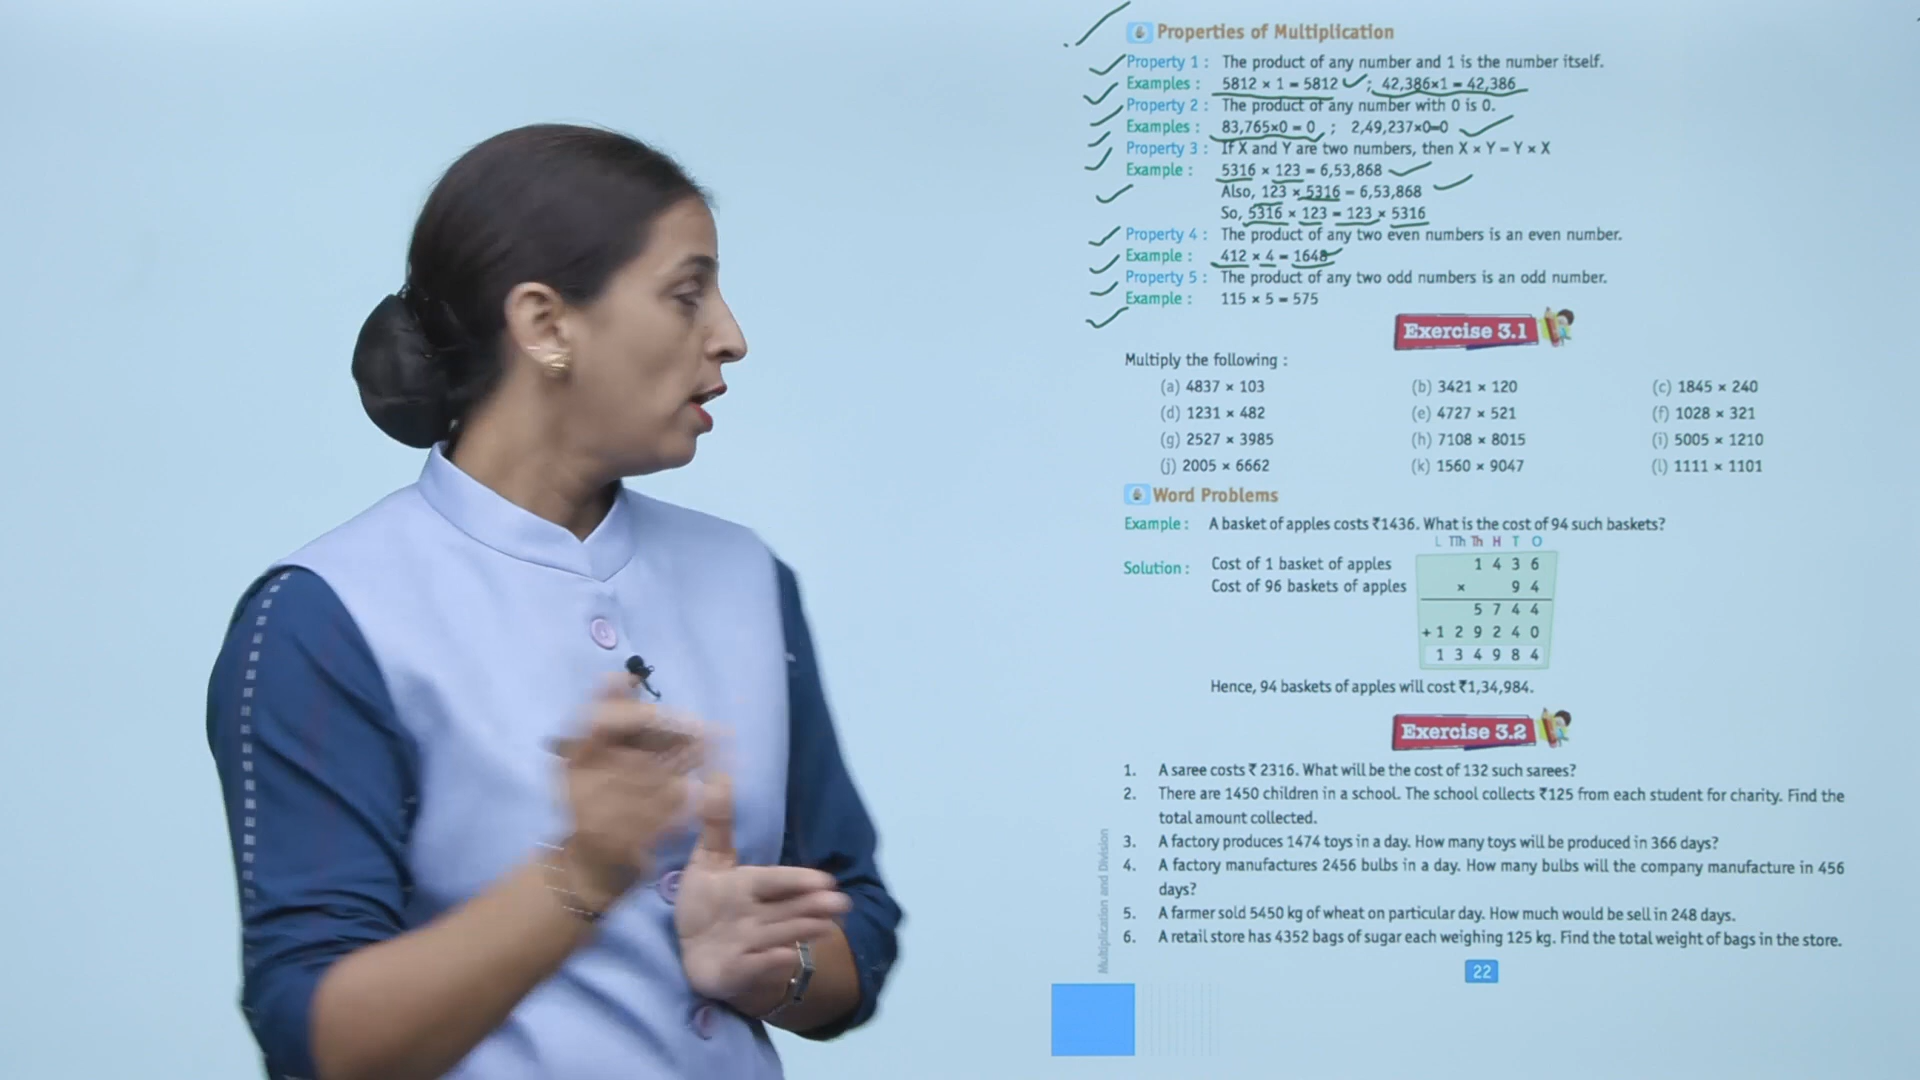 Properties of Multiplication
Property 1 : The product of any number and 1 is the number itself.
Examples : 5812 × 1 = 5812 ; 42,386×1 = 42,386
Property 2 : The product of any number with 0 is 0.
Examples : 83,765×0 = 0 ; 2,49,237×0=0
Property 3 : If X and Y are two numbers, then X × Y = Y × X
Example : 5316 × 123 = 6,53,868
Also, 123 × 5316 = 6,53,868
So, 5316 × 123 = 123 × 5316
Property 4 : The product of any two even numbers is an even number.
Example : 412 × 4 = 1648
Property 5 : The product of any two odd numbers is an odd number.
Example : 115 × 5 = 575
Exercise 3.1
Multiply the following :
(a) 4837 × 103 (b) 3421 × 120 (c) 1845 × 240
(d) 1231 × 482 (e) 4727 × 521 (f) 1028 × 321
(g) 2527 × 3985 (h) 7108 × 8015 (i) 5005 × 1210
(j) 2005 × 6662 (k) 1560 × 9047 (l) 1111 × 1101
Word Problems
Example : A basket of apples costs ₹1436. What is the cost of 94 such baskets?
L TTh Th H T O
Solution : Cost of 1 basket of apples 1 4 3 6
Cost of 96 baskets of apples × 9 4
5 7 4 4
+ 1 2 9 2 4 0
1 3 4 9 8 4
Hence, 94 baskets of apples will cost ₹1,34,984.
Exercise 3.2
1. A saree costs ₹ 2316. What will be the cost of 132 such sarees?
2. There are 1450 children in a school. The school collects ₹125 from each student for charity. Find the
total amount collected.
3. A factory produces 1474 toys in a day. How many toys will be produced in 366 days?
4. A factory manufactures 2456 bulbs in a day. How many bulbs will the company manufacture in 456
days?
5. A farmer sold 5450 kg of wheat on particular day. How much would be sell in 248 days.
6. A retail store has 4352 bags of sugar each weighing 125 kg. Find the total weight of bags in the store.
Multiplication and Division
22